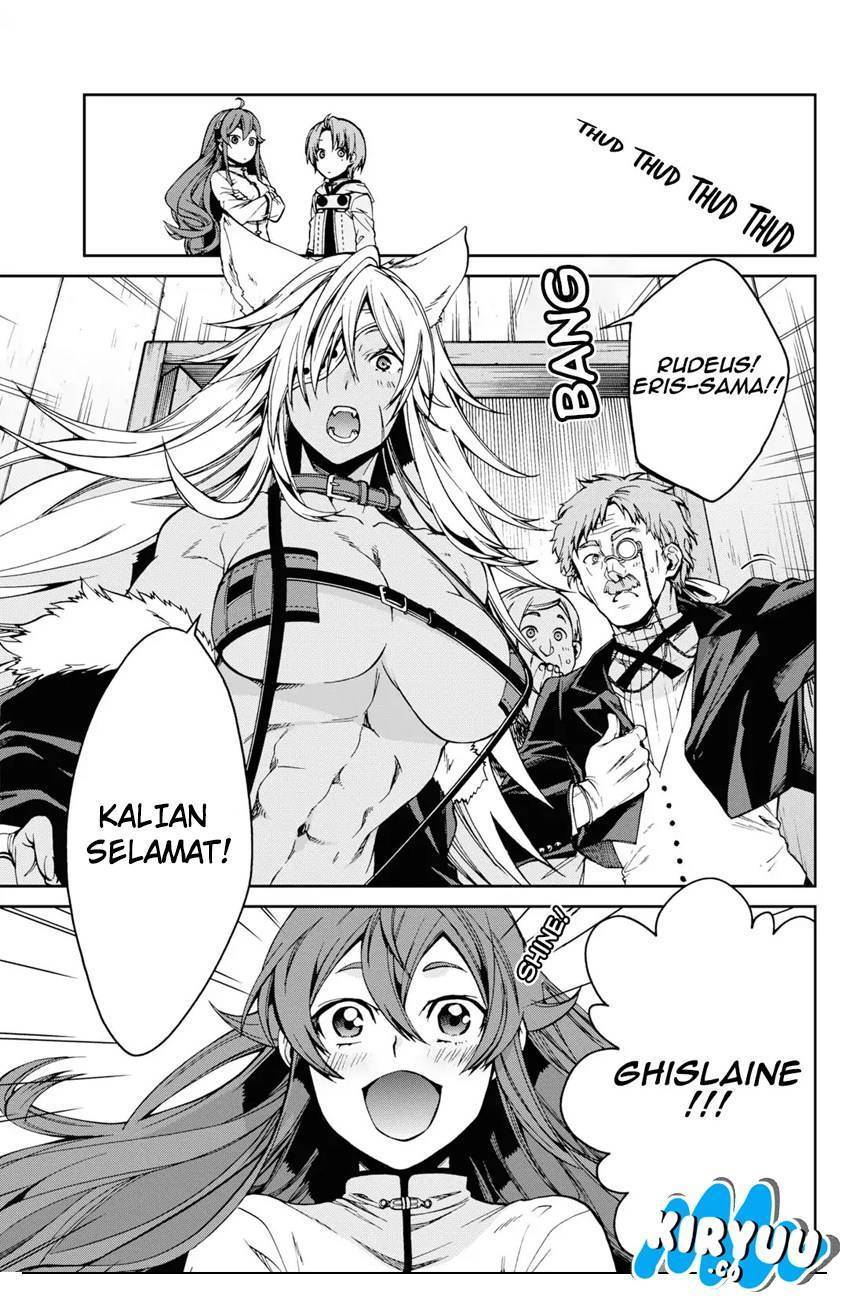 THUD THUD THUD THUD
BANG
RUDEUS!
ERIS-SAMA!!
KALIAN
SELAMAT!
SHINE!
GHISLAINE
!!!
KIRYUU
.CO